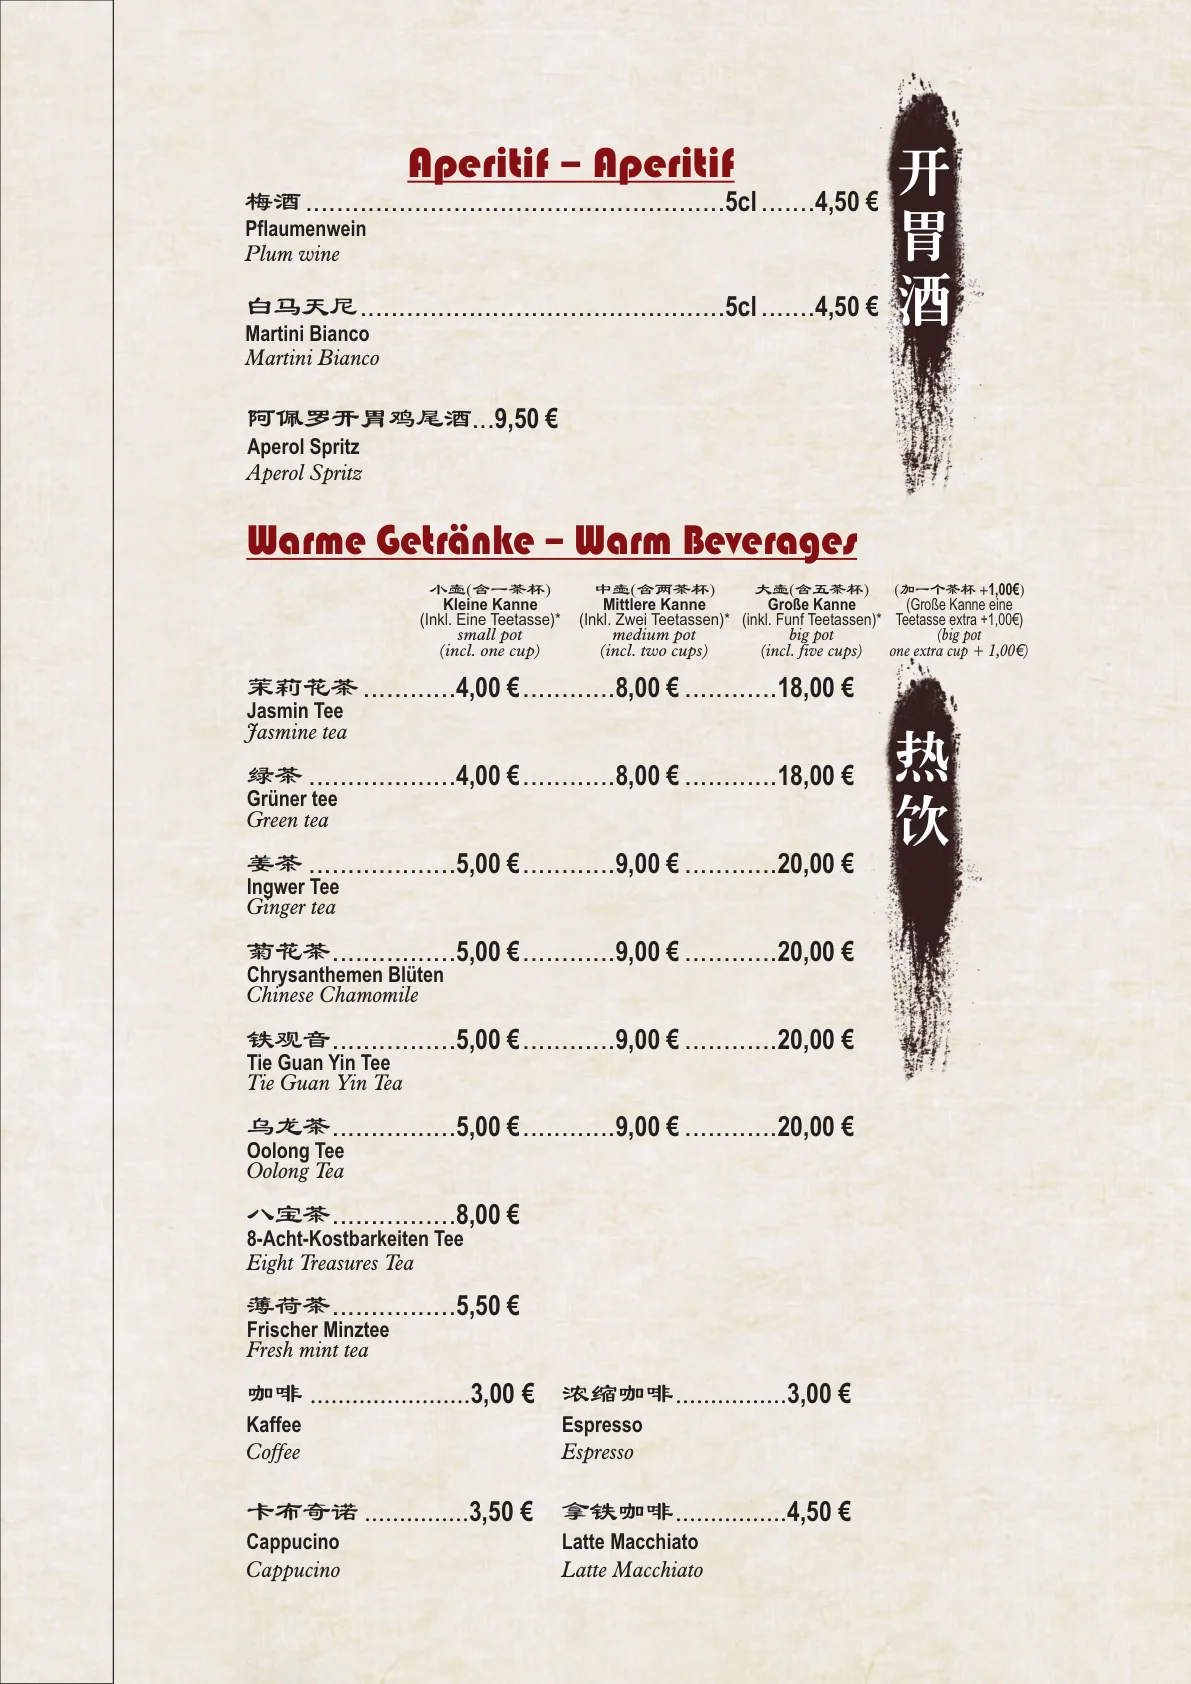 Aperitif – Aperitif
梅酒 ......................................................5cl .......4,50 €
Pflaumenwein
Plum wine
白马天尼...............................................5cl .......4,50 €
Martini Bianco
Martini Bianco
阿佩罗开胃鸡尾酒...9,50 €
Aperol Spritz
Aperol Spritz
开胃酒
Warme Getränke – Warm Beverages
小壶(含一茶杯) 中壶(含两茶杯) 大壶(含五茶杯) (加一个茶杯 +1,00€)
Kleine Kanne Mittlere Kanne Große Kanne (Große Kanne eine
(Inkl. Eine Teetasse)* (Inkl. Zwei Teetassen)* (inkl. Funf Teetassen)* Teetasse extra +1,00€)
small pot medium pot big pot (big pot
(incl. one cup) (incl. two cups) (incl. five cups) one extra cup + 1,00€)
茉莉花茶 ............4,00 €............8,00 € ............18,00 €
Jasmin Tee
Jasmine tea
热饮
绿茶 ...................4,00 €............8,00 € ............18,00 €
Grüner tee
Green tea
姜茶 ...................5,00 €............9,00 € ............20,00 €
Ingwer Tee
Ginger tea
菊花茶................5,00 €............9,00 € ............20,00 €
Chrysanthemen Blüten
Chinese Chamomile
铁观音................5,00 €............9,00 € ............20,00 €
Tie Guan Yin Tee
Tie Guan Yin Tea
乌龙茶................5,00 €............9,00 € ............20,00 €
Oolong Tee
Oolong Tea
八宝茶................8,00 €
8-Acht-Kostbarkeiten Tee
Eight Treasures Tea
薄荷茶................5,50 €
Frischer Minztee
Fresh mint tea
咖啡 .......................3,00 € 浓缩咖啡................3,00 €
Kaffee Espresso
Coffee Espresso
卡布奇诺 ...............3,50 € 拿铁咖啡................4,50 €
Cappucino Latte Macchiato
Cappucino Latte Macchiato